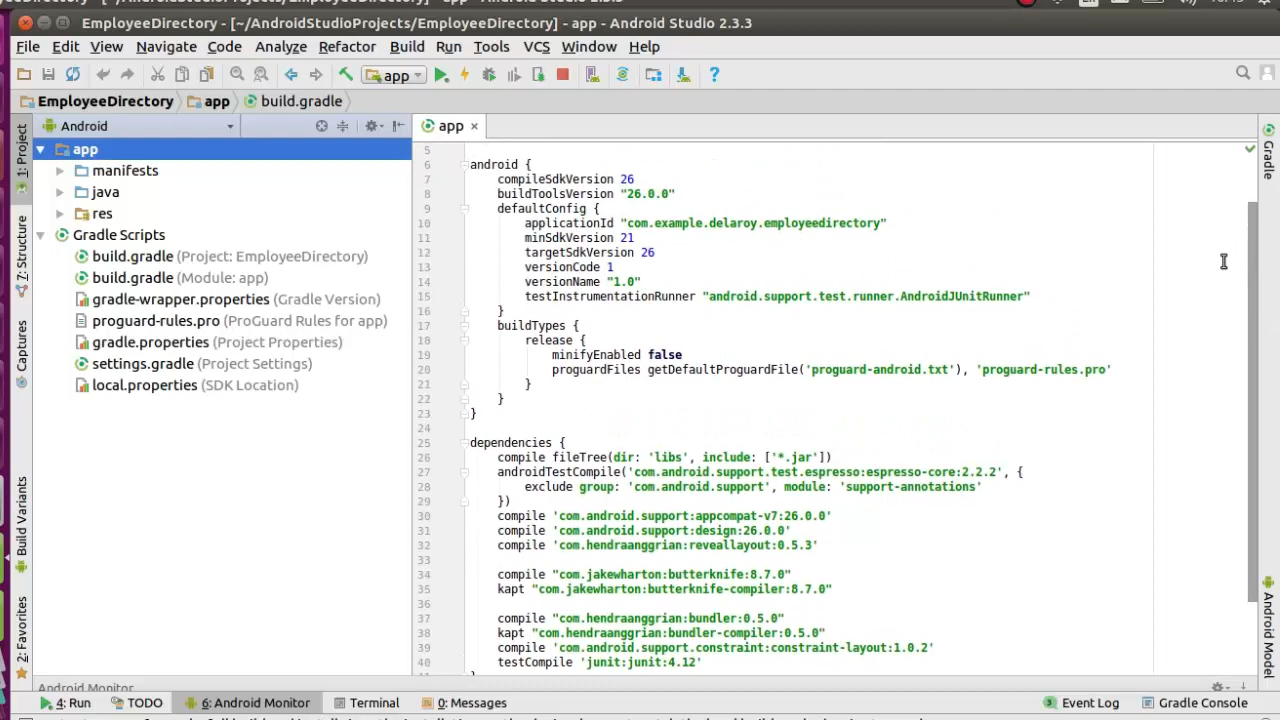 EmployeeDirectory - [~/AndroidStudioProjects/EmployeeDirectory] - app - Android Studio 2.3.3
File Edit View Navigate Code Analyze Refactor Build Run Tools VCS Window Help
app
EmployeeDirectory app build.gradle
Android
app
1: Project
7: Structure
Captures
Build Variants
2: Favorites
app
manifests
java
res
Gradle Scripts
build.gradle (Project: EmployeeDirectory)
build.gradle (Module: app)
gradle-wrapper.properties (Gradle Version)
proguard-rules.pro (ProGuard Rules for app)
gradle.properties (Project Properties)
settings.gradle (Project Settings)
local.properties (SDK Location)
5
6 android {
7 compileSdkVersion 26
8 buildToolsVersion "26.0.0"
9 defaultConfig {
10 applicationId "com.example.delaroy.employeedirectory"
11 minSdkVersion 21
12 targetSdkVersion 26
13 versionCode 1
14 versionName "1.0"
15 testInstrumentationRunner "android.support.test.runner.AndroidJUnitRunner"
16 }
17 buildTypes {
18 release {
19 minifyEnabled false
20 proguardFiles getDefaultProguardFile('proguard-android.txt'), 'proguard-rules.pro'
21 }
22 }
23 }
24
25 dependencies {
26 compile fileTree(dir: 'libs', include: ['*.jar'])
27 androidTestCompile('com.android.support.test.espresso:espresso-core:2.2.2', {
28 exclude group: 'com.android.support', module: 'support-annotations'
29 })
30 compile 'com.android.support:appcompat-v7:26.0.0'
31 compile 'com.android.support:design:26.0.0'
32 compile 'com.hendraanggrian:reveallayout:0.5.3'
33
34 compile "com.jakewharton:butterknife:8.7.0"
35 kapt "com.jakewharton:butterknife-compiler:8.7.0"
36
37 compile "com.hendraanggrian:bundler:0.5.0"
38 kapt "com.hendraanggrian:bundler-compiler:0.5.0"
39 compile 'com.android.support.constraint:constraint-layout:1.0.2'
40 testCompile 'junit:junit:4.12'
}
Gradle
Android Model
Android Monitor
4: Run TODO 6: Android Monitor Terminal 0: Messages Event Log Gradle Console